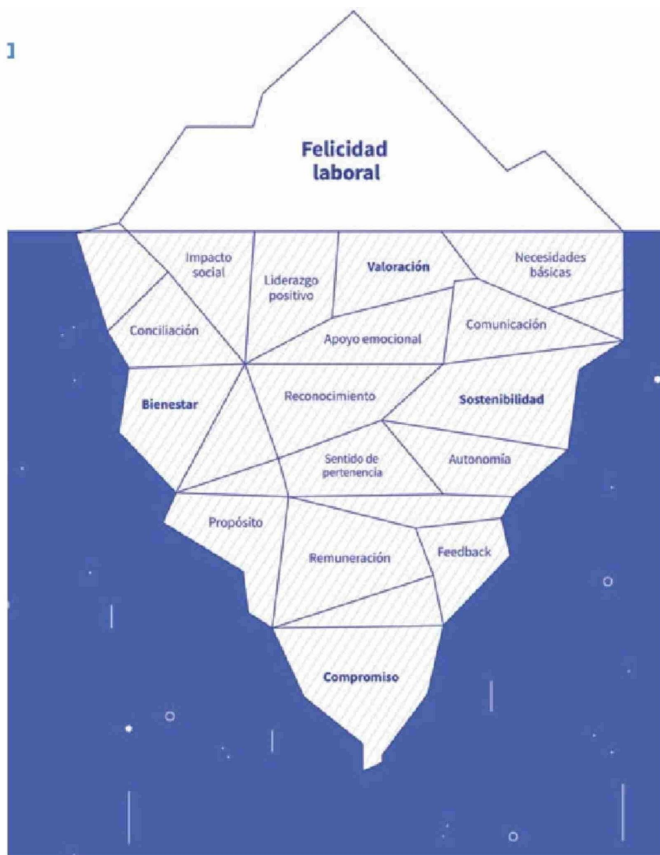 Felicidad
laboral
Impacto
social
Liderazgo
positivo
Valoración
Necesidades
básicas
Conciliación
Apoyo emocional
Comunicación
Bienestar
Reconocimiento
Sostenibilidad
Sentido de
pertenencia
Autonomía
Propósito
Remuneración
Feedback
Compromiso